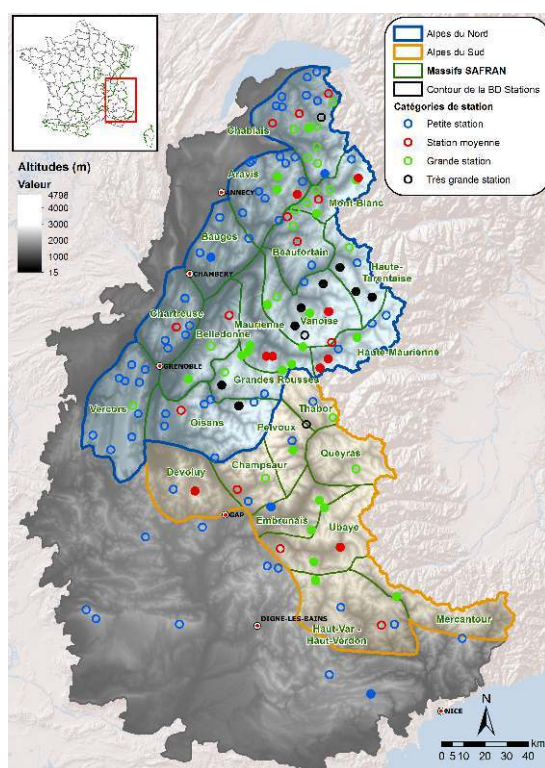 Alpes du Nord
Alpes du Sud
Massifs SAFRAN
Contour de la BD Stations
Catégories de station
Petite station
Station moyenne
Grande station
Très grande station
Altitudes (m)
Valeur
4796
4000
3000
2000
1000
15
Chablais
Aravis
ANNECY
Mont-Blanc
Bauges
Beaufortain
Haute-
Tarentaise
CHAMBERY
Chartreuse
Maurienne
Vanoise
Belledonne
Haute Maurienne
GRENOBLE
Grandes Rousses
Thabor
Vercors
Oisans
Pelvoux
Queyras
Devoluy
Champsaur
GAP
Embrunais
Ubaye
DIGNE-LES-BAINS
Haut-Var -
Haut-Verdon
Mercantour
N
NICE
0 5 10 20 30 40
km